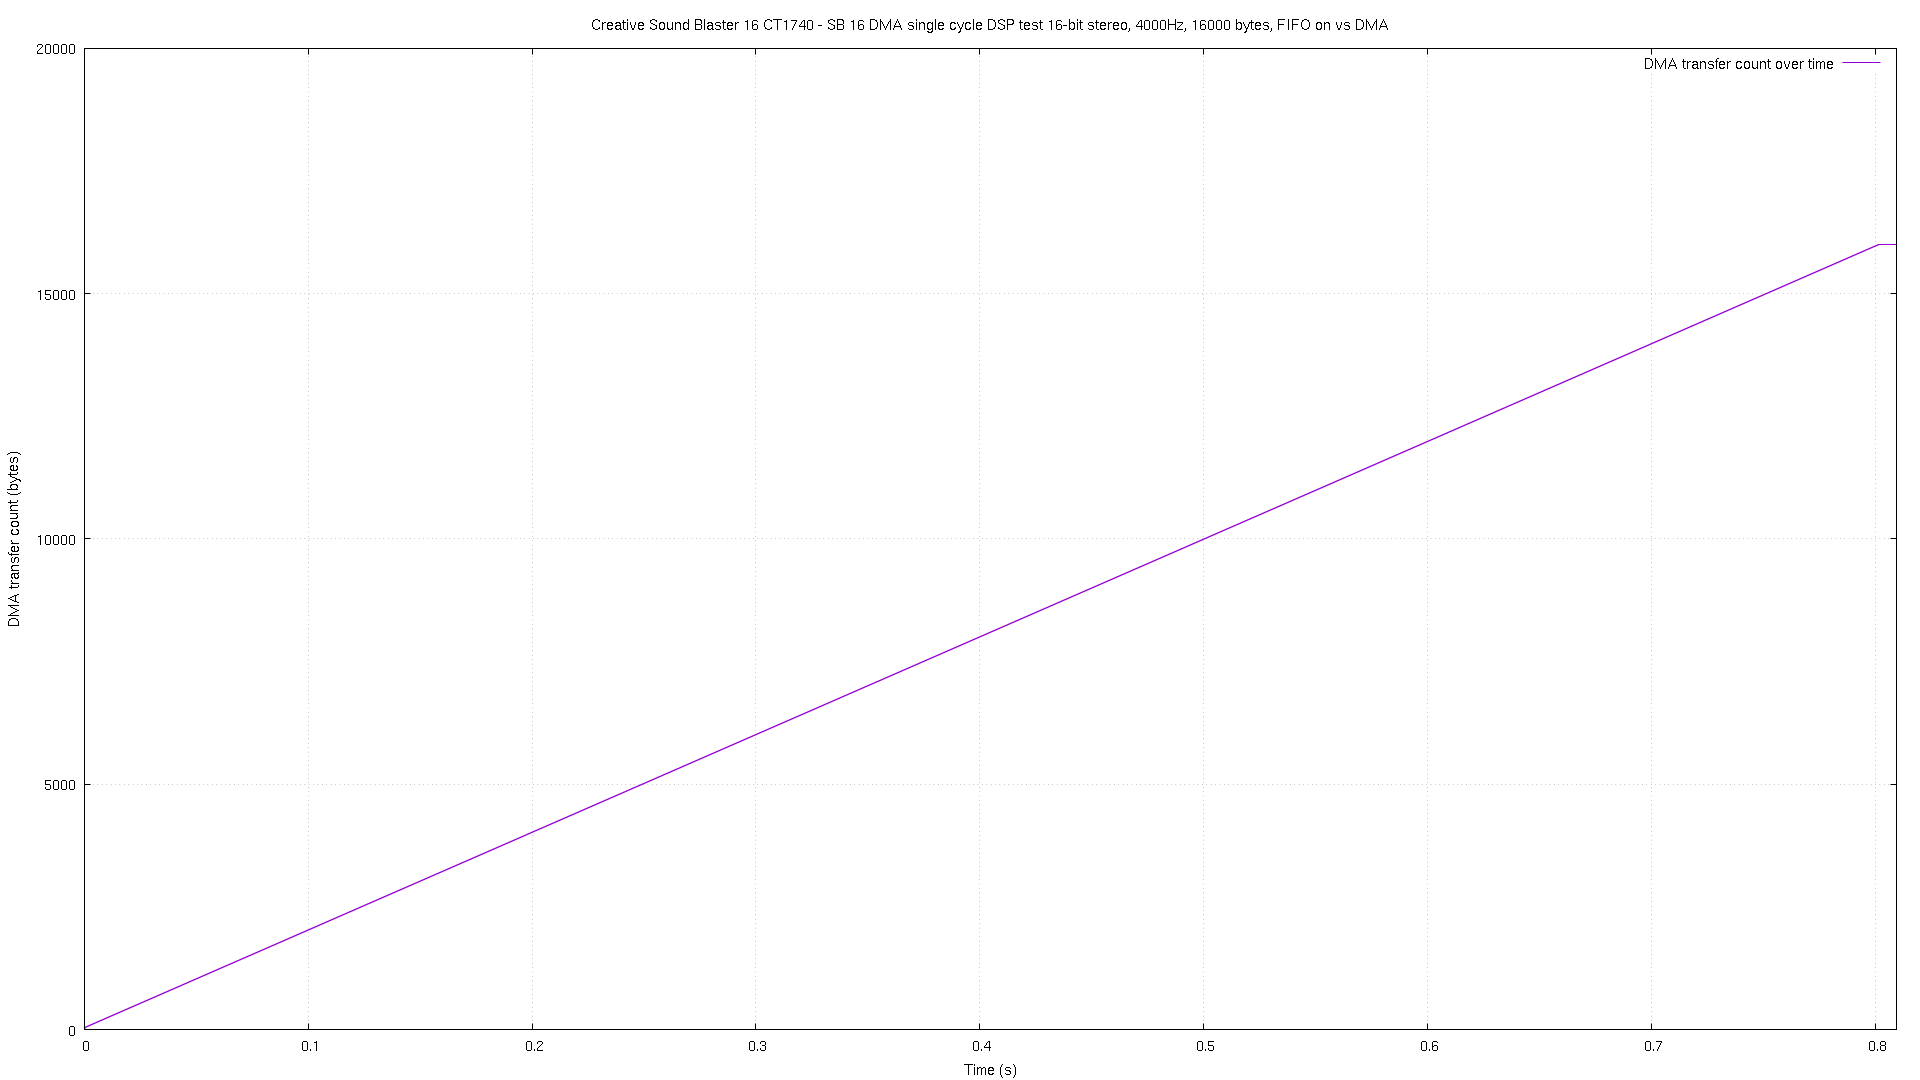 Creative Sound Blaster 16 CT1740 - SB 16 DMA single cycle DSP test 16-bit stereo, 4000Hz, 16000 bytes, FIFO on vs DMA
DMA transfer count over time
20000
15000
10000
5000
0
DMA transfer count (bytes)
0 0.1 0.2 0.3 0.4 0.5 0.6 0.7 0.8
Time (s)